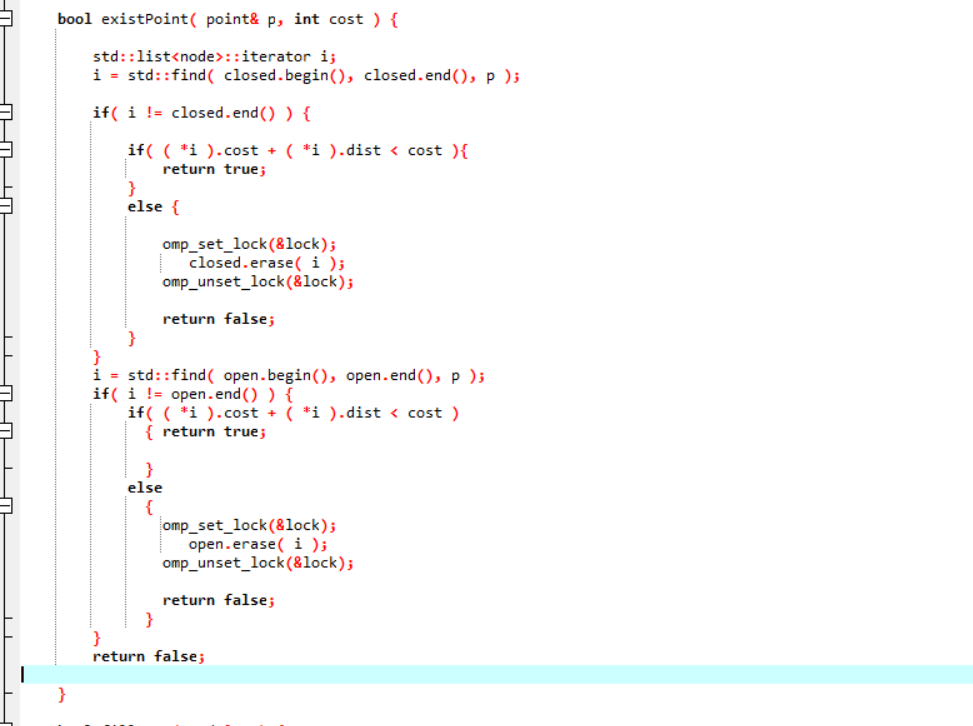 bool existPoint( point& p, int cost ) {
std::list<node>::iterator i;
i = std::find( closed.begin(), closed.end(), p );
if( i != closed.end() ) {
if( ( *i ).cost + ( *i ).dist < cost ){
return true;
}
else {
omp_set_lock(&lock);
closed.erase( i );
omp_unset_lock(&lock);
return false;
}
}
i = std::find( open.begin(), open.end(), p );
if( i != open.end() ) {
if( ( *i ).cost + ( *i ).dist < cost )
{ return true;
}
else
{
omp_set_lock(&lock);
open.erase( i );
omp_unset_lock(&lock);
return false;
}
}
return false;
}